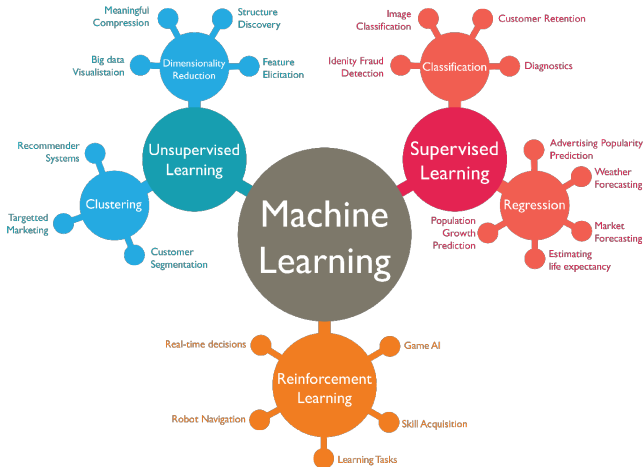 Meaningful
Compression
Structure
Discovery
Big data
Visualistaion
Dimensionality
Reduction
Feature
Elicitation
Image
Classification
Customer Retention
Idenity Fraud
Detection
Classification
Diagnostics
Unsupervised
Learning
Supervised
Learning
Recommender
Systems
Clustering
Targetted
Marketing
Customer
Segmentation
Machine
Learning
Advertising Popularity
Prediction
Weather
Forecasting
Regression
Population
Growth
Prediction
Market
Forecasting
Estimating
life expectancy
Real-time decisions
Game AI
Reinforcement
Learning
Robot Navigation
Skill Acquisition
Learning Tasks